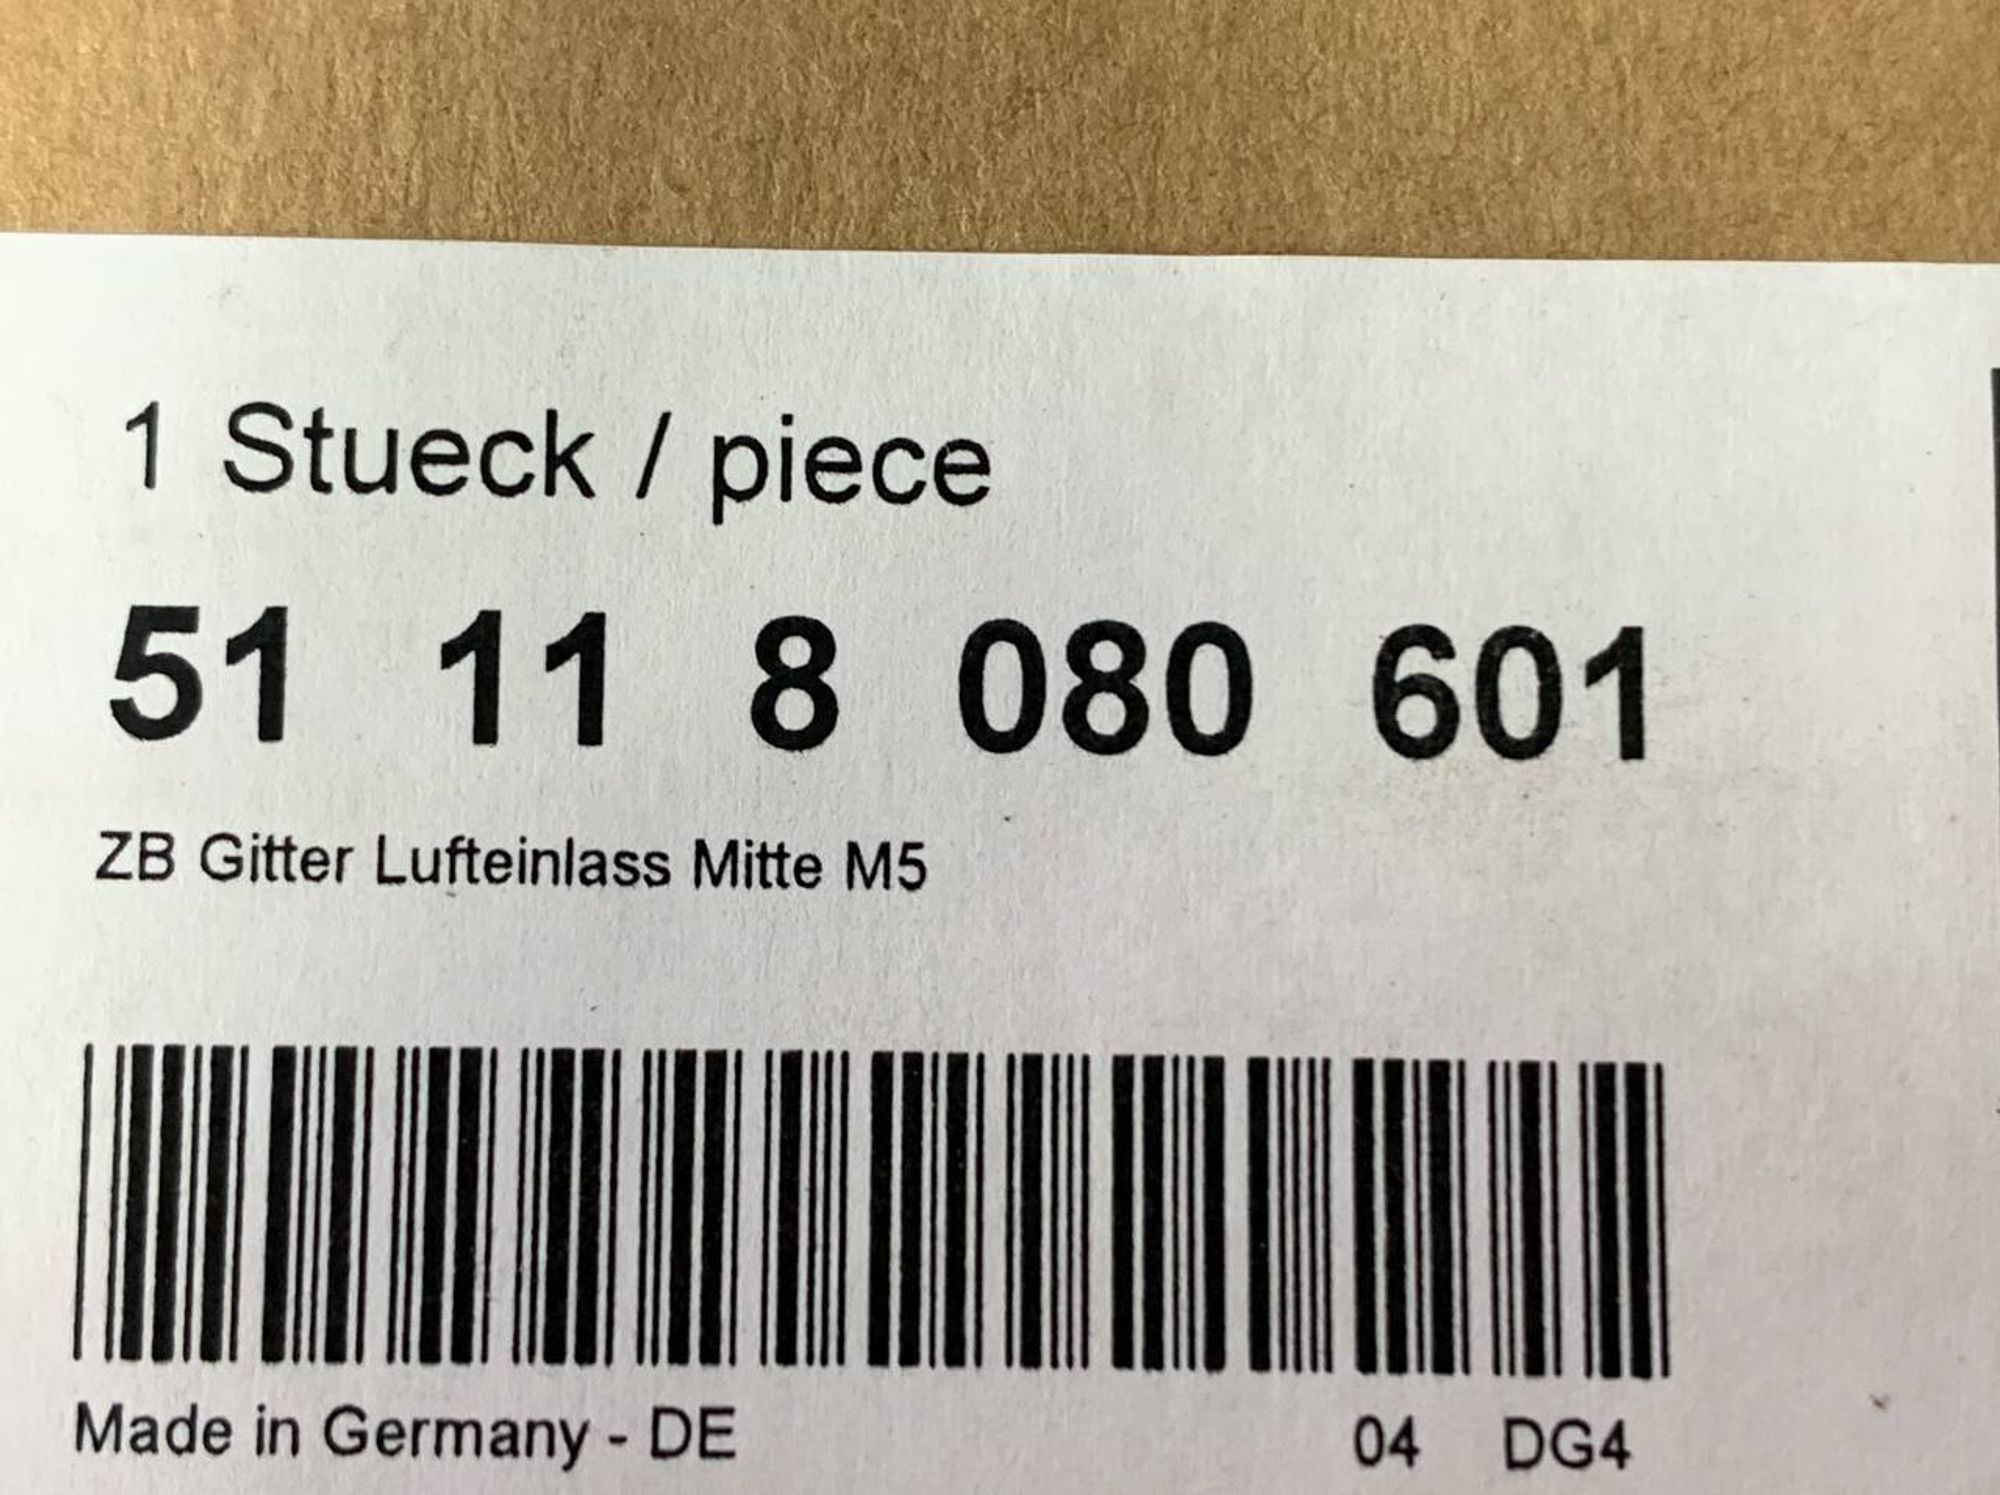 1 Stueck / piece
51 11 8 080 601
ZB Gitter Lufteinlass Mitte M5
Made in Germany - DE 04 DG4